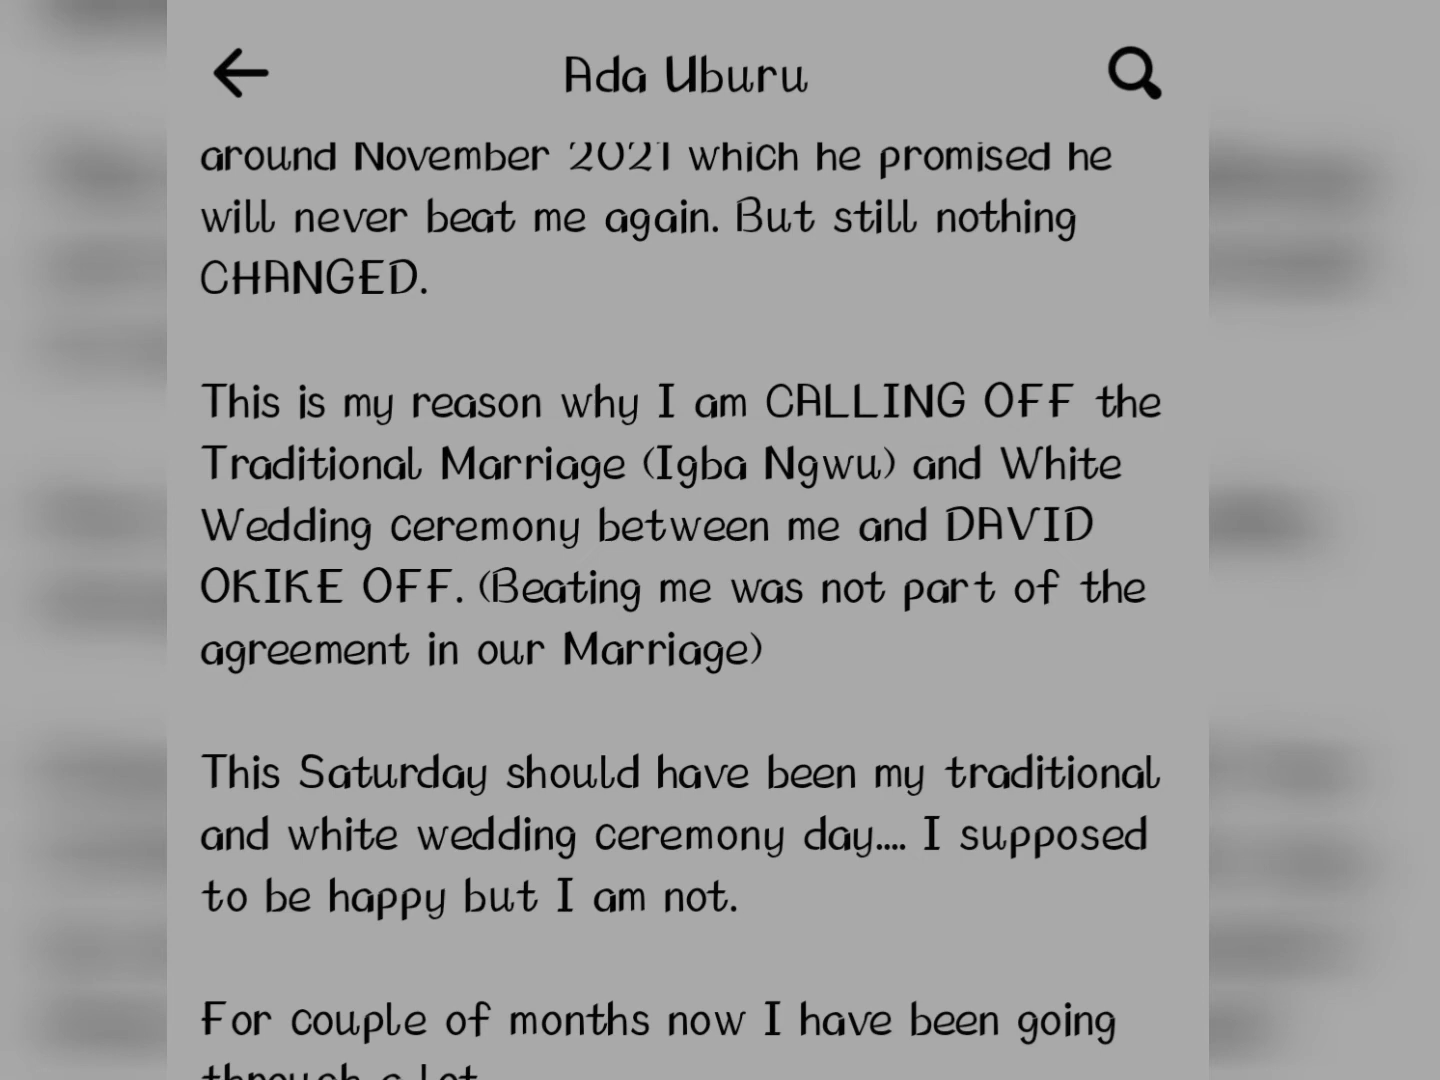 Ada Uburu
around November 2021 which he promised he
will never beat me again. But still nothing
CHANGED.
This is my reason why I am CALLING OFF the
Traditional Marriage (Igba Ngwu) and White
Wedding ceremony between me and DAVID
OKIKE OFF. (Beating me was not part of the
agreement in our Marriage)
This Saturday should have been my traditional
and white wedding ceremony day.... I supposed
to be happy but I am not.
For couple of months now I have been going
through a lot